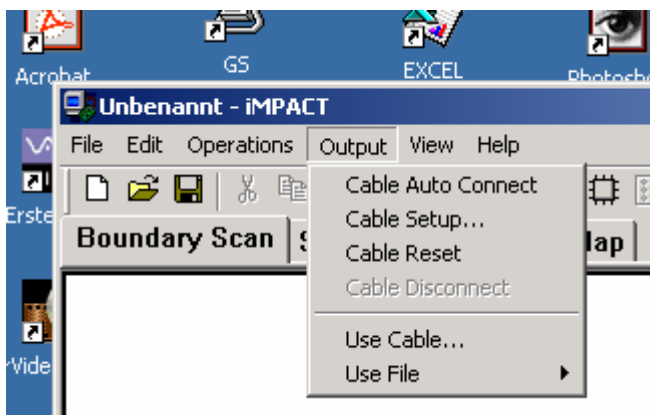 Acrobat
GS
EXCEL
Unbenannt - iMPACT
File Edit Operations Output View Help
Cable Auto Connect
Cable Setup...
Cable Reset
Cable Disconnect
Use Cable...
Use File
Boundary Scan
Erste